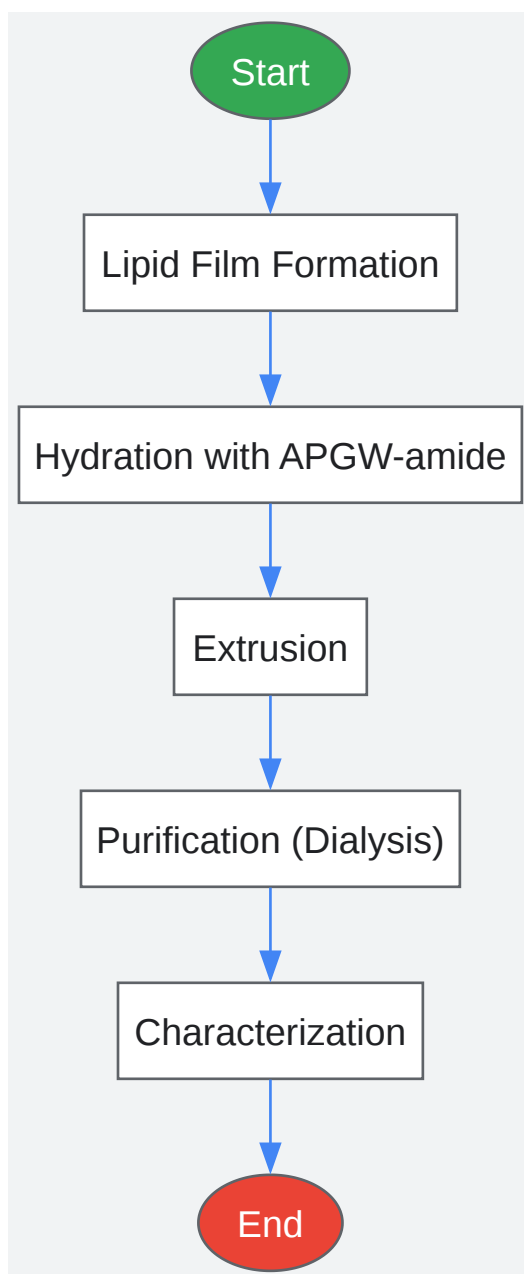 Start
Lipid Film Formation
Hydration with APGW-amide
Extrusion
Purification (Dialysis)
Characterization
End